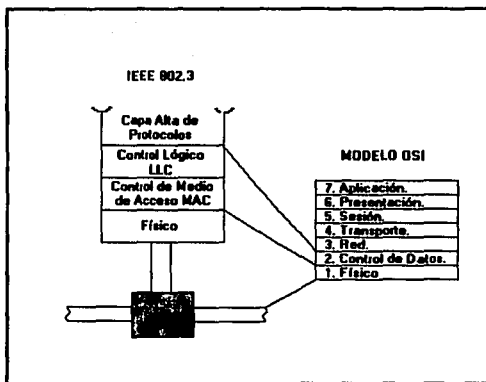 IEEE 802.3
Capa Alta de
Protocolos
Control Lógico
LLC
Control de Medio
de Acceso MAC
Físico
MODELO OSI
7. Aplicación.
6. Presentación.
5. Sesión.
4. Transporte.
3. Red.
2. Control de Datos.
1. Físico